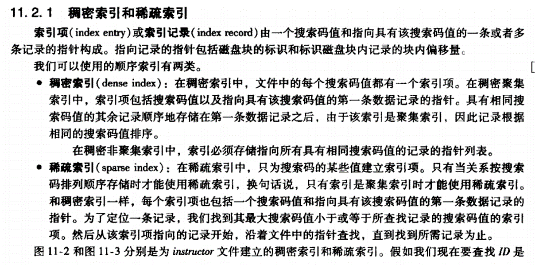 11.2.1 稠密索引和稀疏索引
索引项(index entry)或索引记录(index record)由一个搜索码值和指向具有该搜索码值的一条或者多
条记录的指针构成。指向记录的指针包括磁盘块的标识和标识磁盘块内记录的块内偏移量。
我们可以使用的顺序索引有两类。
● 稠密索引(dense index)：在稠密索引中，文件中的每个搜索码值都有一个索引项。在稠密聚集
索引中，索引项包括搜索码值以及指向具有该搜索码值的第一条数据记录的指针。具有相同搜
索码值的其余记录顺序地存储在第一条数据记录之后，由于该索引是聚集索引，因此记录根据
相同的搜索码值排序。
在稠密非聚集索引中，索引必须存储指向所有具有相同搜索码值的记录的指针列表。
● 稀疏索引(sparse index)：在稀疏索引中，只为搜索码的某些值建立索引项。只有当关系按搜索
码排列顺序存储时才能使用稀疏索引，换句话说，只有索引是聚集索引时才能使用稀疏索引。
和稠密索引一样，每个索引项也包括一个搜索码值和指向具有该搜索码值的第一条数据记录的
指针。为了定位一条记录，我们找到其最大搜索码值小于或等于所查找记录的搜索码值的索引
项。然后从该索引项指向的记录开始，沿着文件中的指针查找，直到找到所需记录为止。
图 11-2 和图 11-3 分别是为 instructor 文件建立的稠密索引和稀疏索引。假如我们现在要查找 ID 是